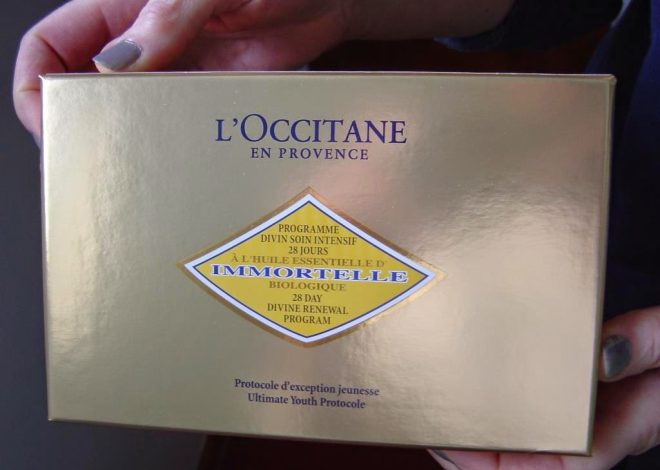 L'OCCITANE
EN PROVENCE
PROGRAMME
DIVIN SOIN INTENSIF
28 JOURS
À L'HUILE ESSENTIELLE D'
IMMORTELLE
BIOLOGIQUE
28 DAY
DIVINE RENEWAL
PROGRAM
Protocole d'exception jeunesse
Ultimate Youth Protocole